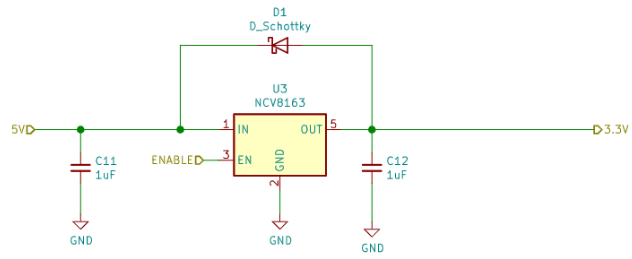 D1
D_Schottky
U3
NCV8163
5V
1
IN
OUT
5
3.3V
ENABLE
3
EN
GND
2
C11
1uF
C12
1uF
GND
GND
GND